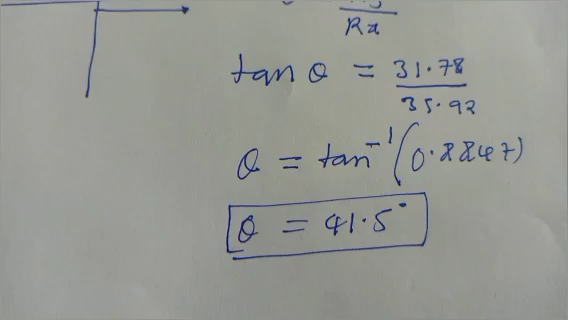 Rx
tan θ = 31.78
35.92
θ = tan⁻¹(0.8847)
θ = 41.5°